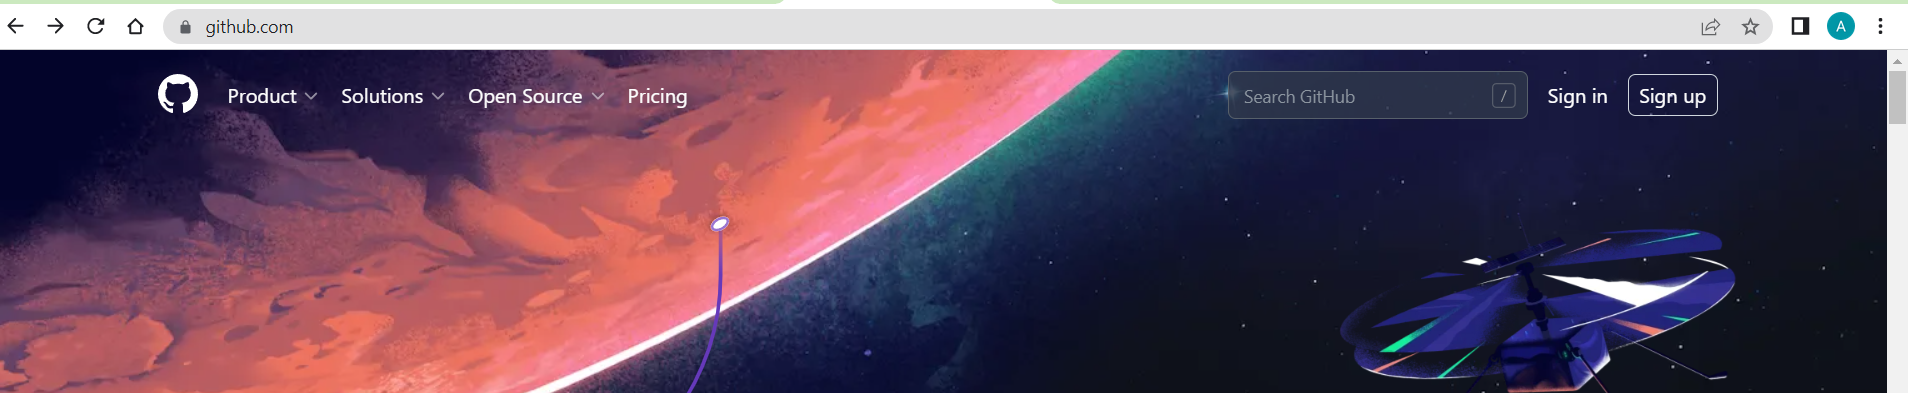 github.com
A
Product Solutions Open Source Pricing Search GitHub / Sign in Sign up